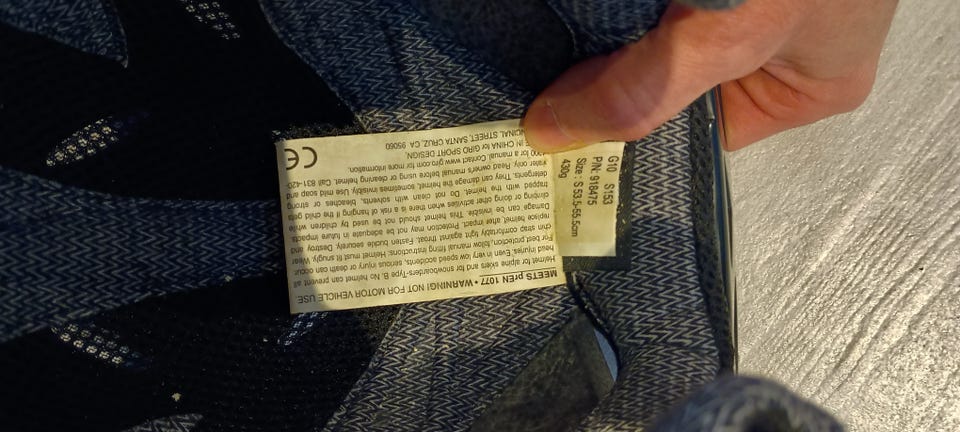 MEETS prEN 1077 • WARNING! NOT FOR MOTOR VEHICLE USE
Helmet for alpine skiers and for snowboarders-Type B. No helmet can prevent all
head injuries. Even in very low speed accidents, serious injury or death can occur.
For best protection, follow manual fitting instructions: Helmet must fit snugly. Wear
chin strap comfortably tight against throat. Fasten buckle securely. Destroy and
replace helmet after impact. Protection may not be adequate in future impacts.
Damage can be invisible. This helmet should not be used by children while
climbing or doing other activities when there is a risk of hanging if the child gets
trapped with the helmet. Do not clean with solvents, bleaches or strong
detergents. They can damage the helmet, sometimes invisibly. Use mild soap and
water only. Read owner's manual before using or cleaning helmet. Call 831-420-
for a manual. Contact www.giro.com for more information.
IN CHINA for GIRO SPORT DESIGN,
STREET, SANTA CRUZ, CA 95060
CE
G10 S153
P/N: 918475
Size : S 53.5-55.5cm
430g